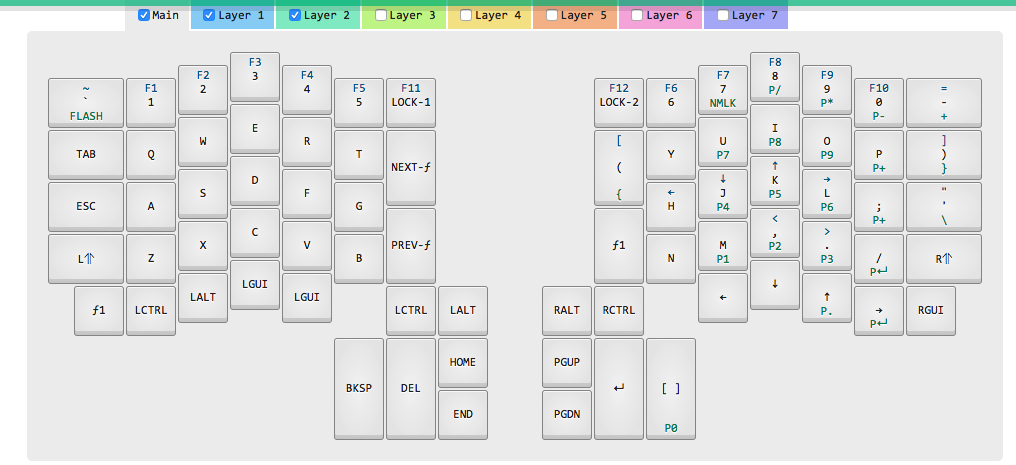 Main Layer 1 Layer 2 Layer 3 Layer 4 Layer 5 Layer 6 Layer 7
~ ` FLASH
F1 1
F2 2
F3 3
F4 4
F5 5
F11 LOCK-1
F12 LOCK-2
F6 6
F7 7 NMLK
F8 8 P/
F9 9 P*
F10 0 P-
= - +
TAB
Q
W
E
R
T
NEXT-ƒ
[ ( {
Y
U P7
I P8
O P9
P P+
] ) }
ESC
A
S
D
F
G
← H
↓ J P4
↑ K P5
→ L P6
; P+
" ' \
L⇑
Z
X
C
V
B
PREV-ƒ
ƒ1
N
M P1
< , P2
> . P3
/ P↵
R⇑
ƒ1
LCTRL
LALT
LGUI
LGUI
LCTRL
LALT
RALT
RCTRL
←
↓
↑ P.
→ P↵
RGUI
BKSP
DEL
HOME
END
PGUP
PGDN
↵
[ ] P0